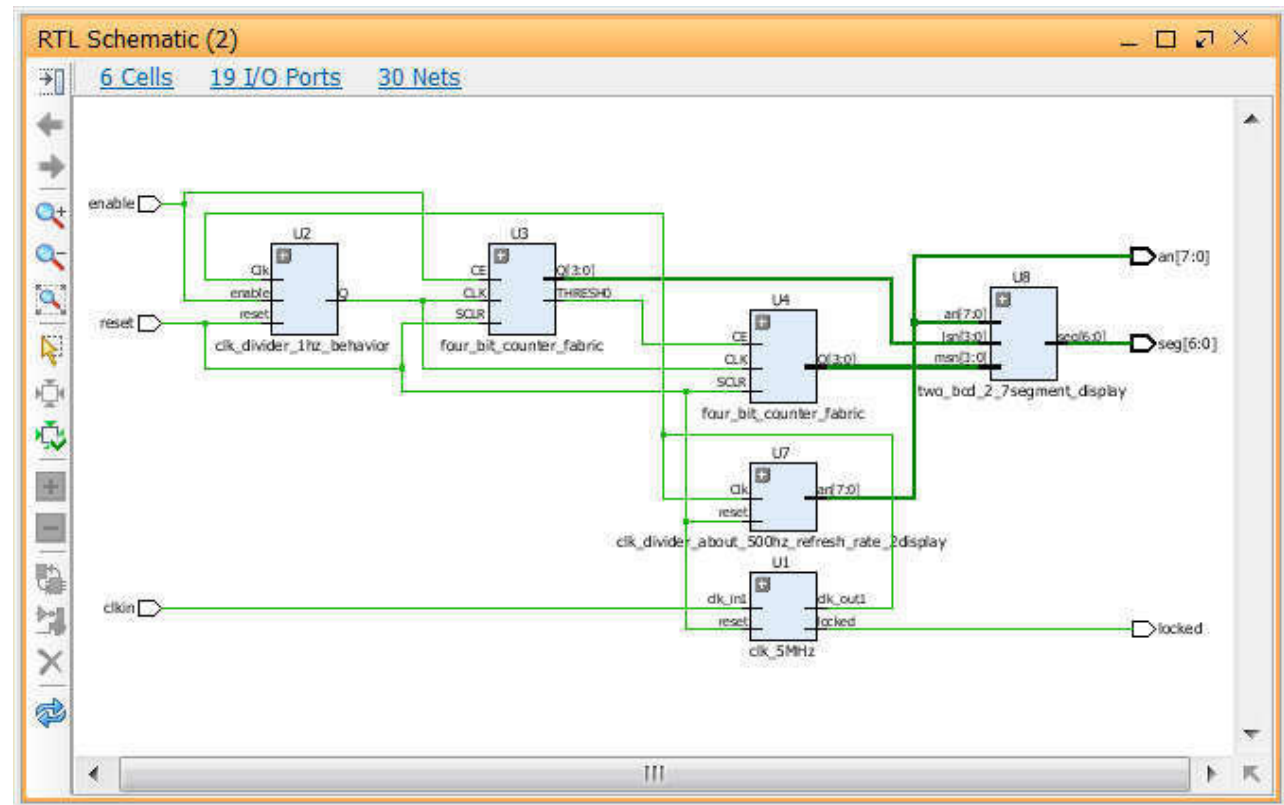 RTL Schematic (2)
6 Cells 19 I/O Ports 30 Nets
enable
reset
clkin
U2
Clk
enable
reset
Q
clk_divider_1hz_behavior
U3
CE
CLK
SCLR
Q[3:0]
THRESH0
four_bit_counter_fabric
U4
CE
CLK
SCLR
Q[3:0]
four_bit_counter_fabric
U7
Clk
reset
an[7:0]
clk_divider_about_500hz_refresh_rate_2display
U1
clk_in1
reset
clk_out1
locked
clk_5MHz
U8
an[7:0]
lsn[3:0]
msn[3:0]
seg[6:0]
two_bcd_2_7segment_display
an[7:0]
seg[6:0]
locked